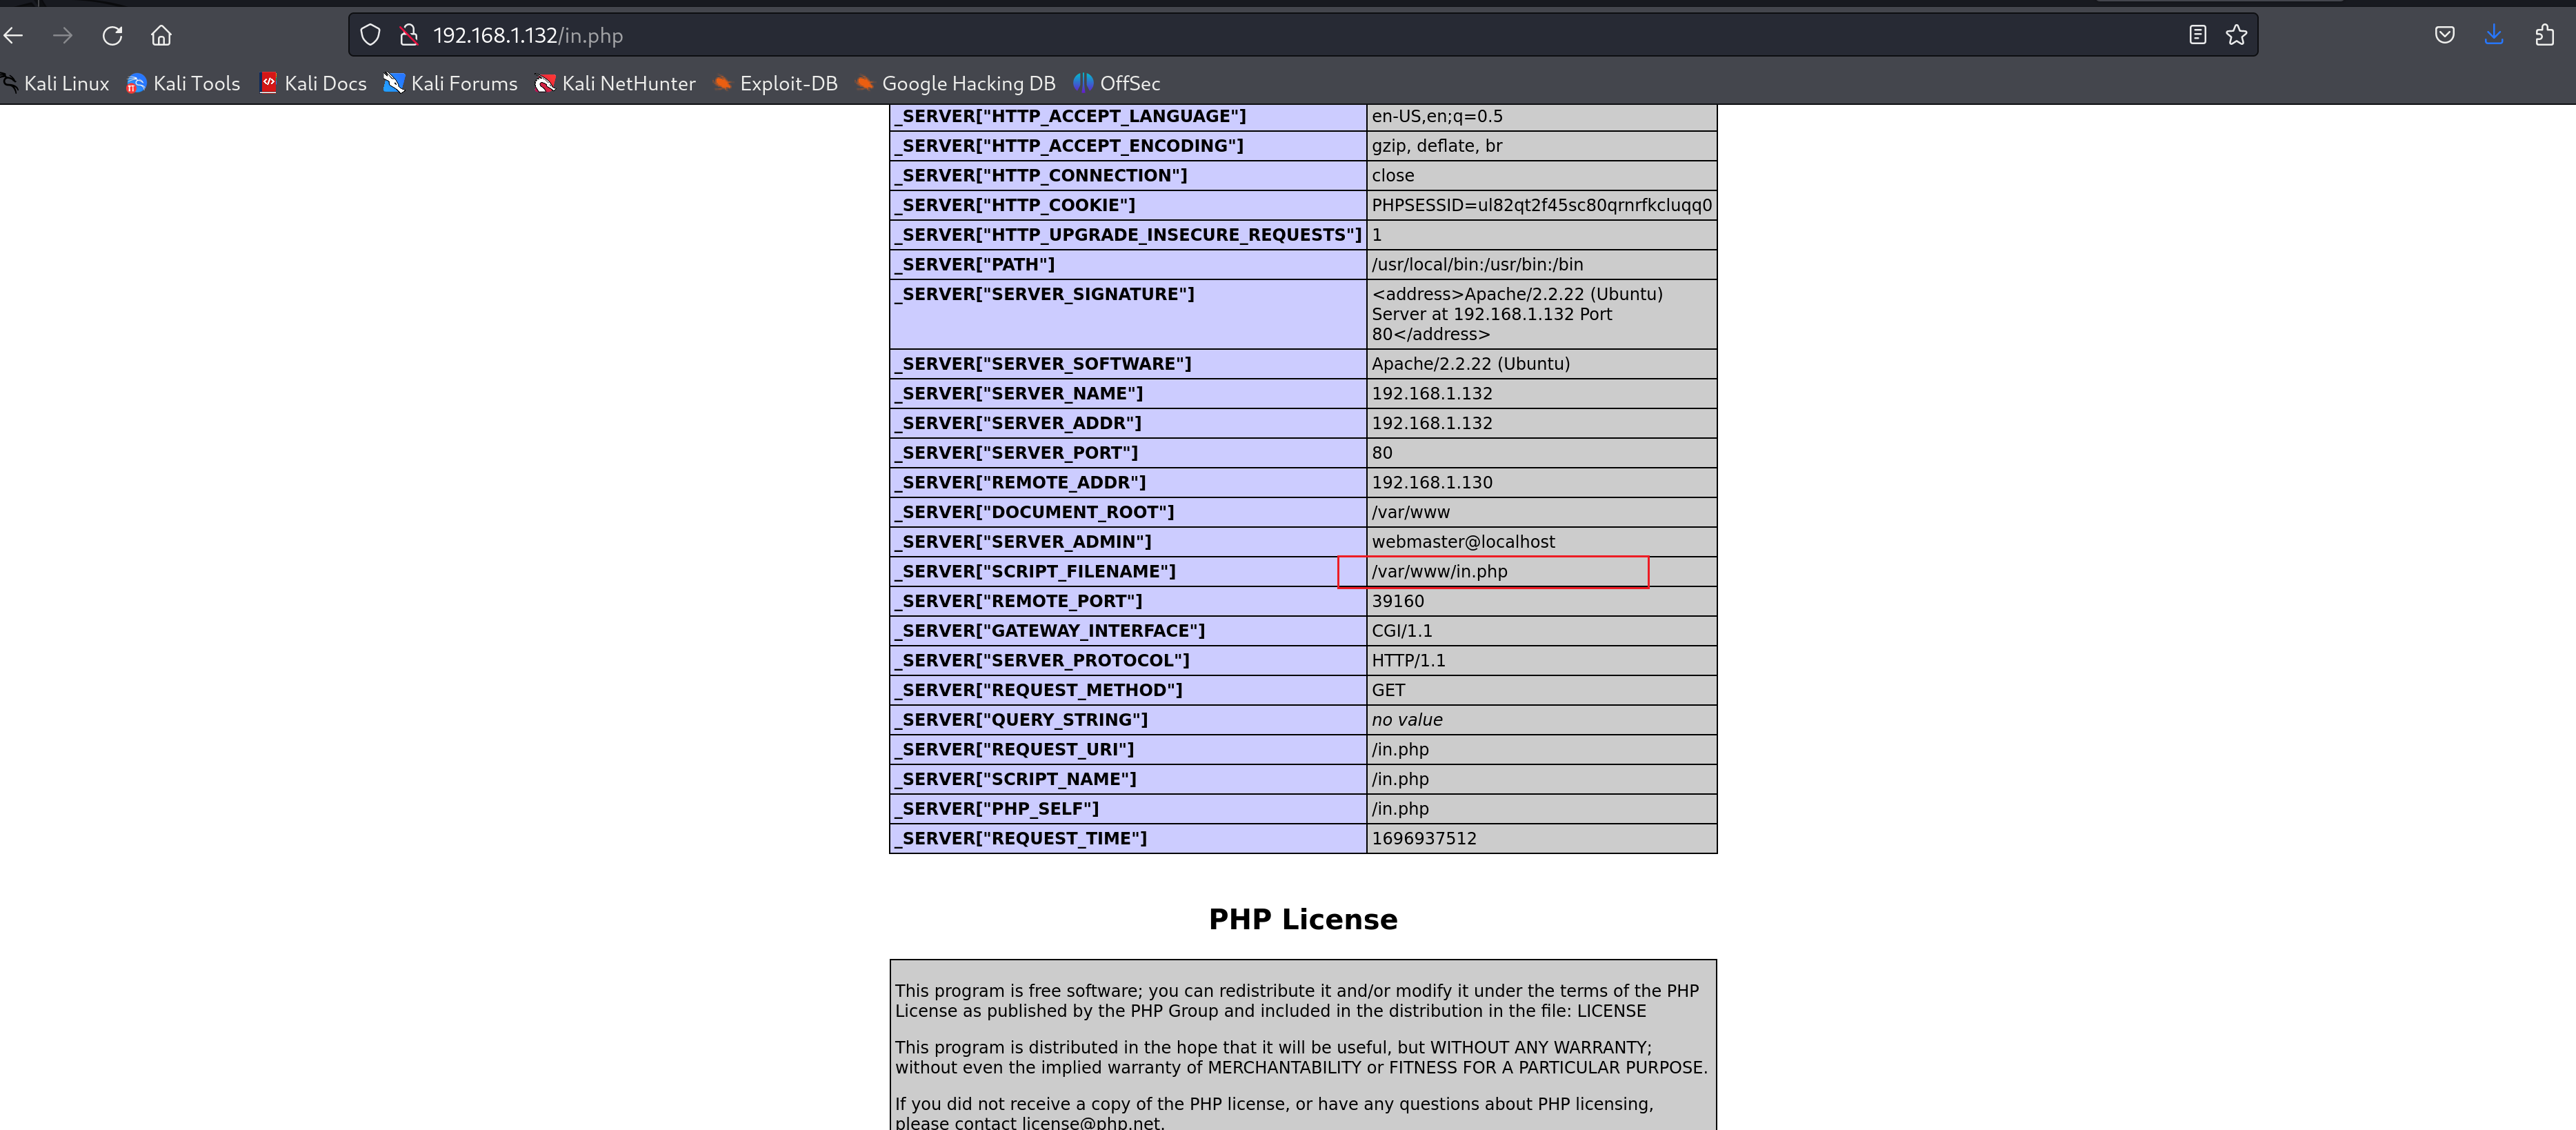 192.168.1.132/in.php
Kali Linux Kali Tools Kali Docs Kali Forums Kali NetHunter Exploit-DB Google Hacking DB OffSec
_SERVER["HTTP_ACCEPT_LANGUAGE"] en-US,en;q=0.5
_SERVER["HTTP_ACCEPT_ENCODING"] gzip, deflate, br
_SERVER["HTTP_CONNECTION"] close
_SERVER["HTTP_COOKIE"] PHPSESSID=ul82qt2f45sc80qrnrfkcluqq0
_SERVER["HTTP_UPGRADE_INSECURE_REQUESTS"] 1
_SERVER["PATH"] /usr/local/bin:/usr/bin:/bin
_SERVER["SERVER_SIGNATURE"] <address>Apache/2.2.22 (Ubuntu)
Server at 192.168.1.132 Port
80</address>
_SERVER["SERVER_SOFTWARE"] Apache/2.2.22 (Ubuntu)
_SERVER["SERVER_NAME"] 192.168.1.132
_SERVER["SERVER_ADDR"] 192.168.1.132
_SERVER["SERVER_PORT"] 80
_SERVER["REMOTE_ADDR"] 192.168.1.130
_SERVER["DOCUMENT_ROOT"] /var/www
_SERVER["SERVER_ADMIN"] webmaster@localhost
_SERVER["SCRIPT_FILENAME"] /var/www/in.php
_SERVER["REMOTE_PORT"] 39160
_SERVER["GATEWAY_INTERFACE"] CGI/1.1
_SERVER["SERVER_PROTOCOL"] HTTP/1.1
_SERVER["REQUEST_METHOD"] GET
_SERVER["QUERY_STRING"] no value
_SERVER["REQUEST_URI"] /in.php
_SERVER["SCRIPT_NAME"] /in.php
_SERVER["PHP_SELF"] /in.php
_SERVER["REQUEST_TIME"] 1696937512
PHP License
This program is free software; you can redistribute it and/or modify it under the terms of the PHP
License as published by the PHP Group and included in the distribution in the file: LICENSE
This program is distributed in the hope that it will be useful, but WITHOUT ANY WARRANTY;
without even the implied warranty of MERCHANTABILITY or FITNESS FOR A PARTICULAR PURPOSE.
If you did not receive a copy of the PHP license, or have any questions about PHP licensing,
please contact license@php.net.